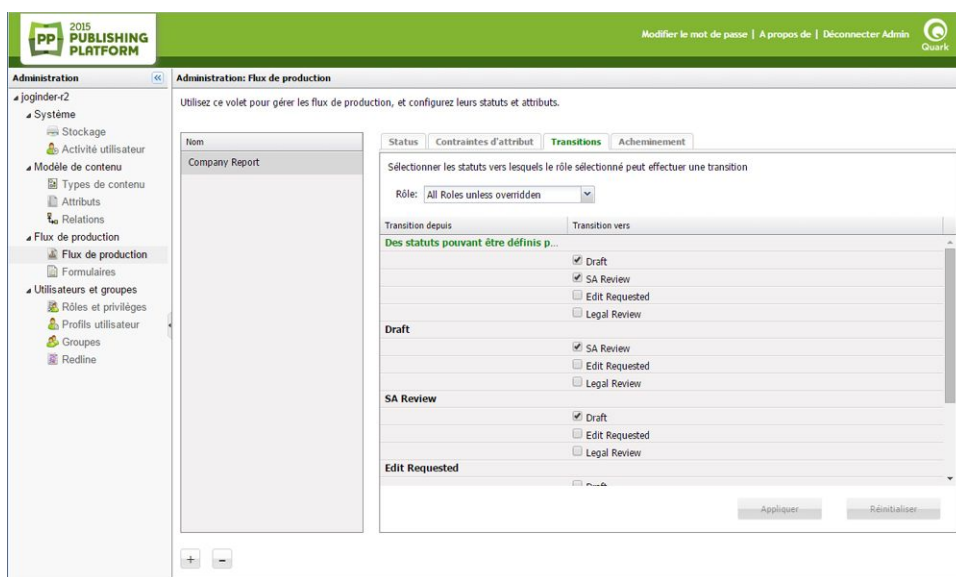 2015
PP PUBLISHING
PLATFORM
Modifier le mot de passe | A propos de | Déconnecter Admin
Quark
Administration
Administration: Flux de production
joginder-r2
Système
Stockage
Activité utilisateur
Modèle de contenu
Types de contenu
Attributs
Relations
Flux de production
Flux de production
Formulaires
Utilisateurs et groupes
Rôles et privilèges
Profils utilisateur
Groupes
Redline
Utilisez ce volet pour gérer les flux de production, et configurez leurs statuts et attributs.
Nom
Company Report
Status Contraintes d'attribut Transitions Acheminement
Sélectionner les statuts vers lesquels le rôle sélectionné peut effectuer une transition
Rôle: All Roles unless overridden
Transition depuis Transition vers
Des statuts pouvant être définis p...
Draft
SA Review
Edit Requested
Legal Review
Draft
SA Review
Edit Requested
Legal Review
SA Review
Draft
Edit Requested
Legal Review
Edit Requested
Draft
Appliquer Réinitialiser
+ -